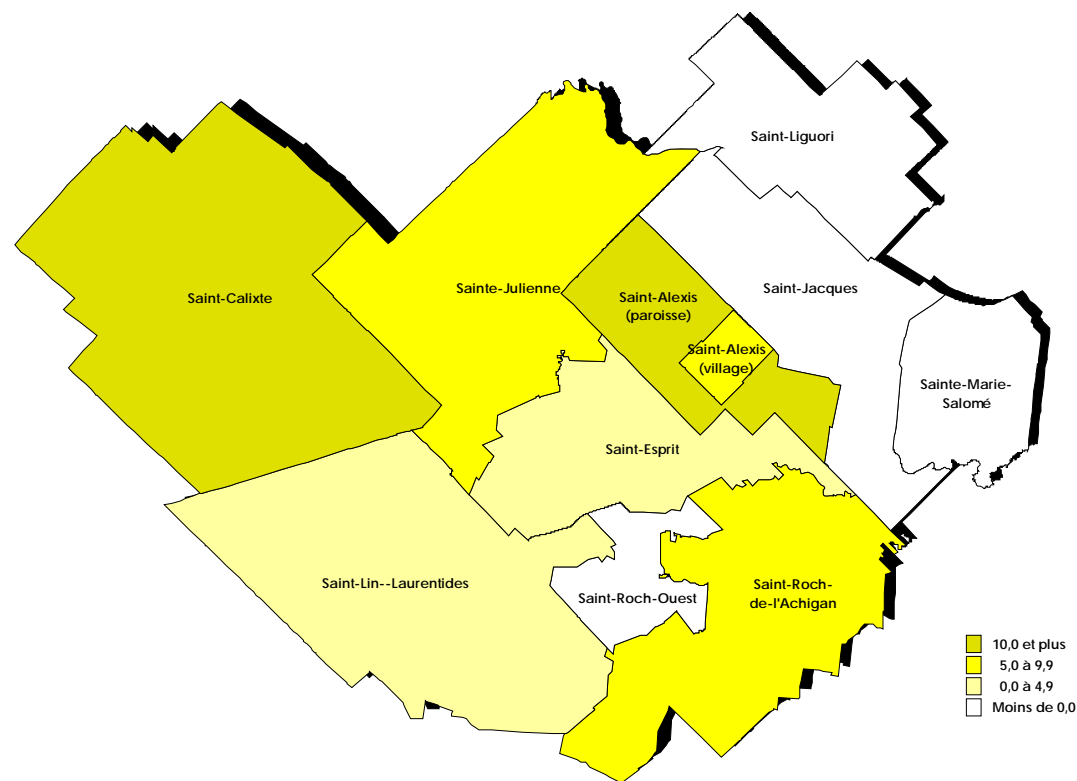 Saint-Liguori
Saint-Calixte
Sainte-Julienne
Saint-Alexis
(paroisse)
Saint-Jacques
Saint-Alexis
(village)
Sainte-Marie-
Salomé
Saint-Esprit
Saint-Lin--Laurentides
Saint-Roch-Ouest
Saint-Roch-
de-l'Achigan
10,0 et plus
5,0 à 9,9
0,0 à 4,9
Moins de 0,0